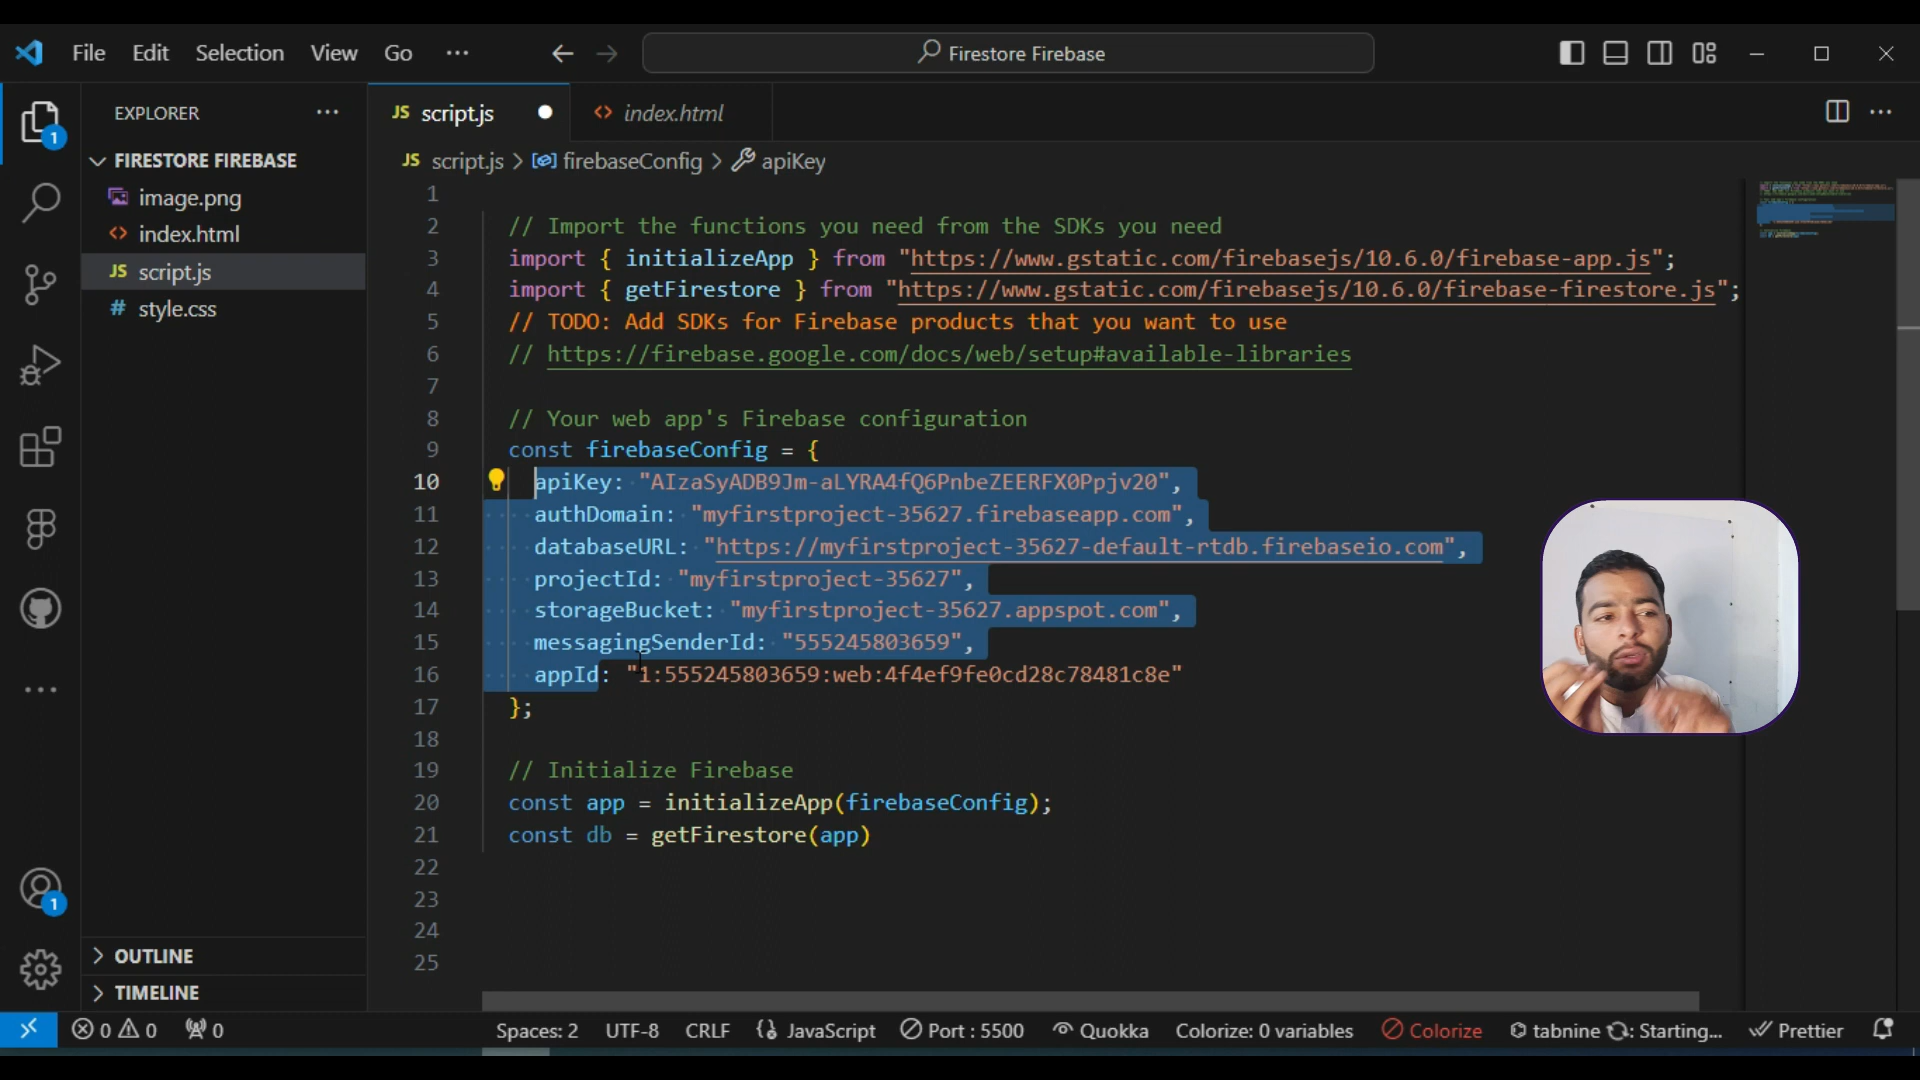 File Edit Selection View Go ··· Firestore Firebase
EXPLORER ···
FIRESTORE FIREBASE
image.png
index.html
script.js
style.css
OUTLINE
TIMELINE
1
1
JS script.js
index.html
JS script.js > firebaseConfig > apiKey
1
2 // Import the functions you need from the SDKs you need
3 import { initializeApp } from "https://www.gstatic.com/firebasejs/10.6.0/firebase-app.js";
4 import { getFirestore } from "https://www.gstatic.com/firebasejs/10.6.0/firebase-firestore.js";
5 // TODO: Add SDKs for Firebase products that you want to use
6 // https://firebase.google.com/docs/web/setup#available-libraries
7
8 // Your web app's Firebase configuration
9 const firebaseConfig = {
10 apiKey: "AIzaSyADB9Jm-aLYRA4fQ6PnbeZEERFX0Ppjv20",
11 authDomain: "myfirstproject-35627.firebaseapp.com",
12 databaseURL: "https://myfirstproject-35627-default-rtdb.firebaseio.com",
13 projectId: "myfirstproject-35627",
14 storageBucket: "myfirstproject-35627.appspot.com",
15 messagingSenderId: "555245803659",
16 appId: "1:555245803659:web:4f4ef9fe0cd28c78481c8e"
17 };
18
19 // Initialize Firebase
20 const app = initializeApp(firebaseConfig);
21 const db = getFirestore(app)
22
23
24
25
0 0 0 Spaces: 2 UTF-8 CRLF {} JavaScript Port : 5500 Quokka Colorize: 0 variables Colorize tabnine : Starting... Prettier